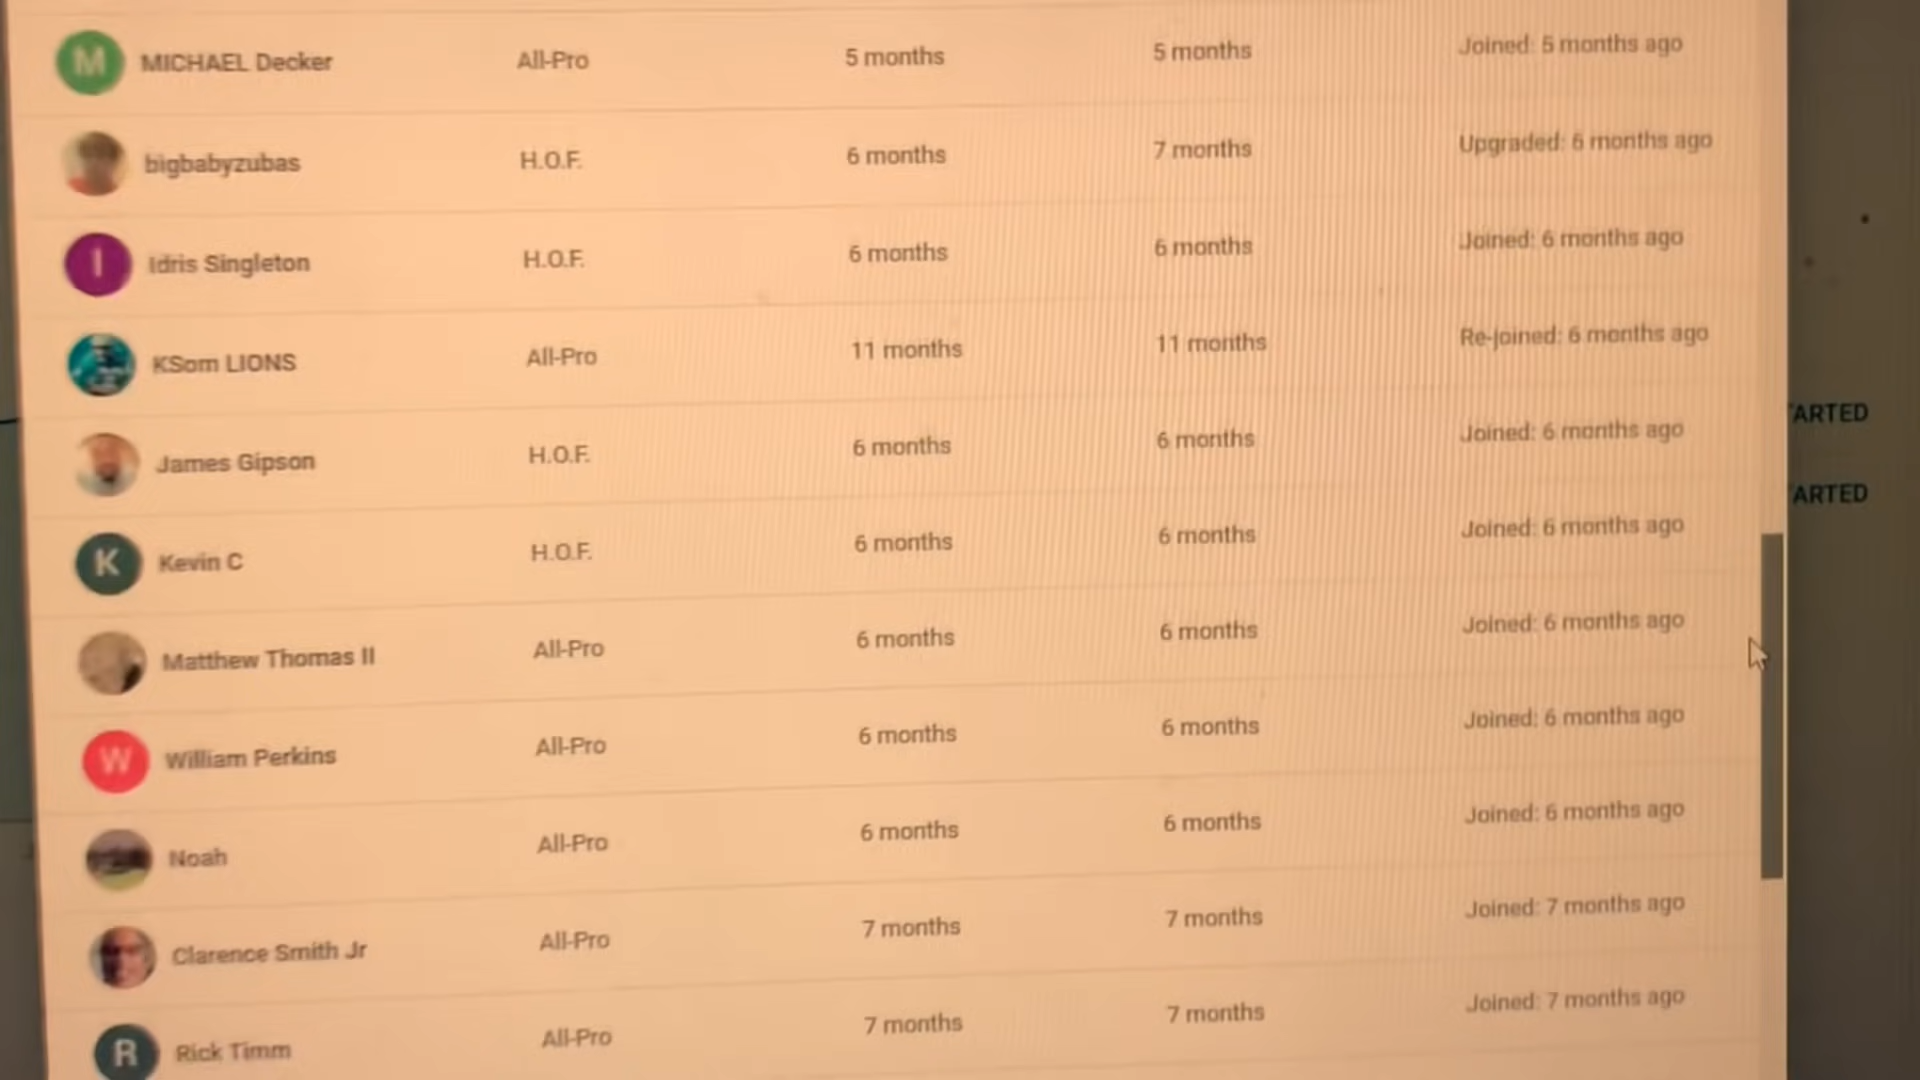 M MICHAEL Decker All-Pro 5 months 5 months Joined: 5 months ago
bigbabyzubas H.O.F. 6 months 7 months Upgraded: 6 months ago
I Idris Singleton H.O.F. 6 months 6 months Joined: 6 months ago
KSom LIONS All-Pro 11 months 11 months Re-joined: 6 months ago
ARTED
James Gipson H.O.F. 6 months 6 months Joined: 6 months ago
ARTED
K Kevin C H.O.F. 6 months 6 months Joined: 6 months ago
Matthew Thomas II All-Pro 6 months 6 months Joined: 6 months ago
W William Perkins All-Pro 6 months 6 months Joined: 6 months ago
Noah All-Pro 6 months 6 months Joined: 6 months ago
Clarence Smith Jr All-Pro 7 months 7 months Joined: 7 months ago
R Rick Timm All-Pro 7 months 7 months Joined: 7 months ago